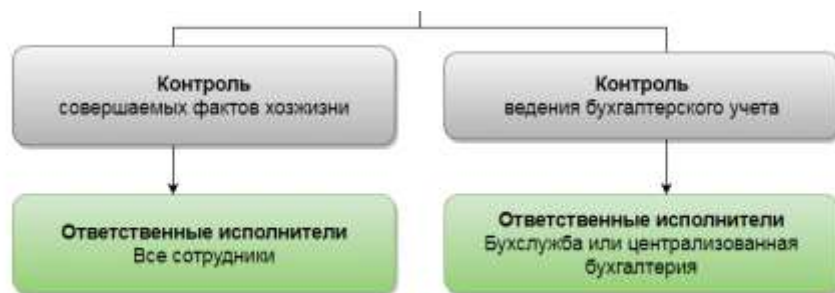 Контроль
совершаемых фактов хозжизни
Контроль
ведения бухгалтерского учета
Ответственные исполнители
Все сотрудники
Ответственные исполнители
Бухслужба или централизованная
бухгалтерия